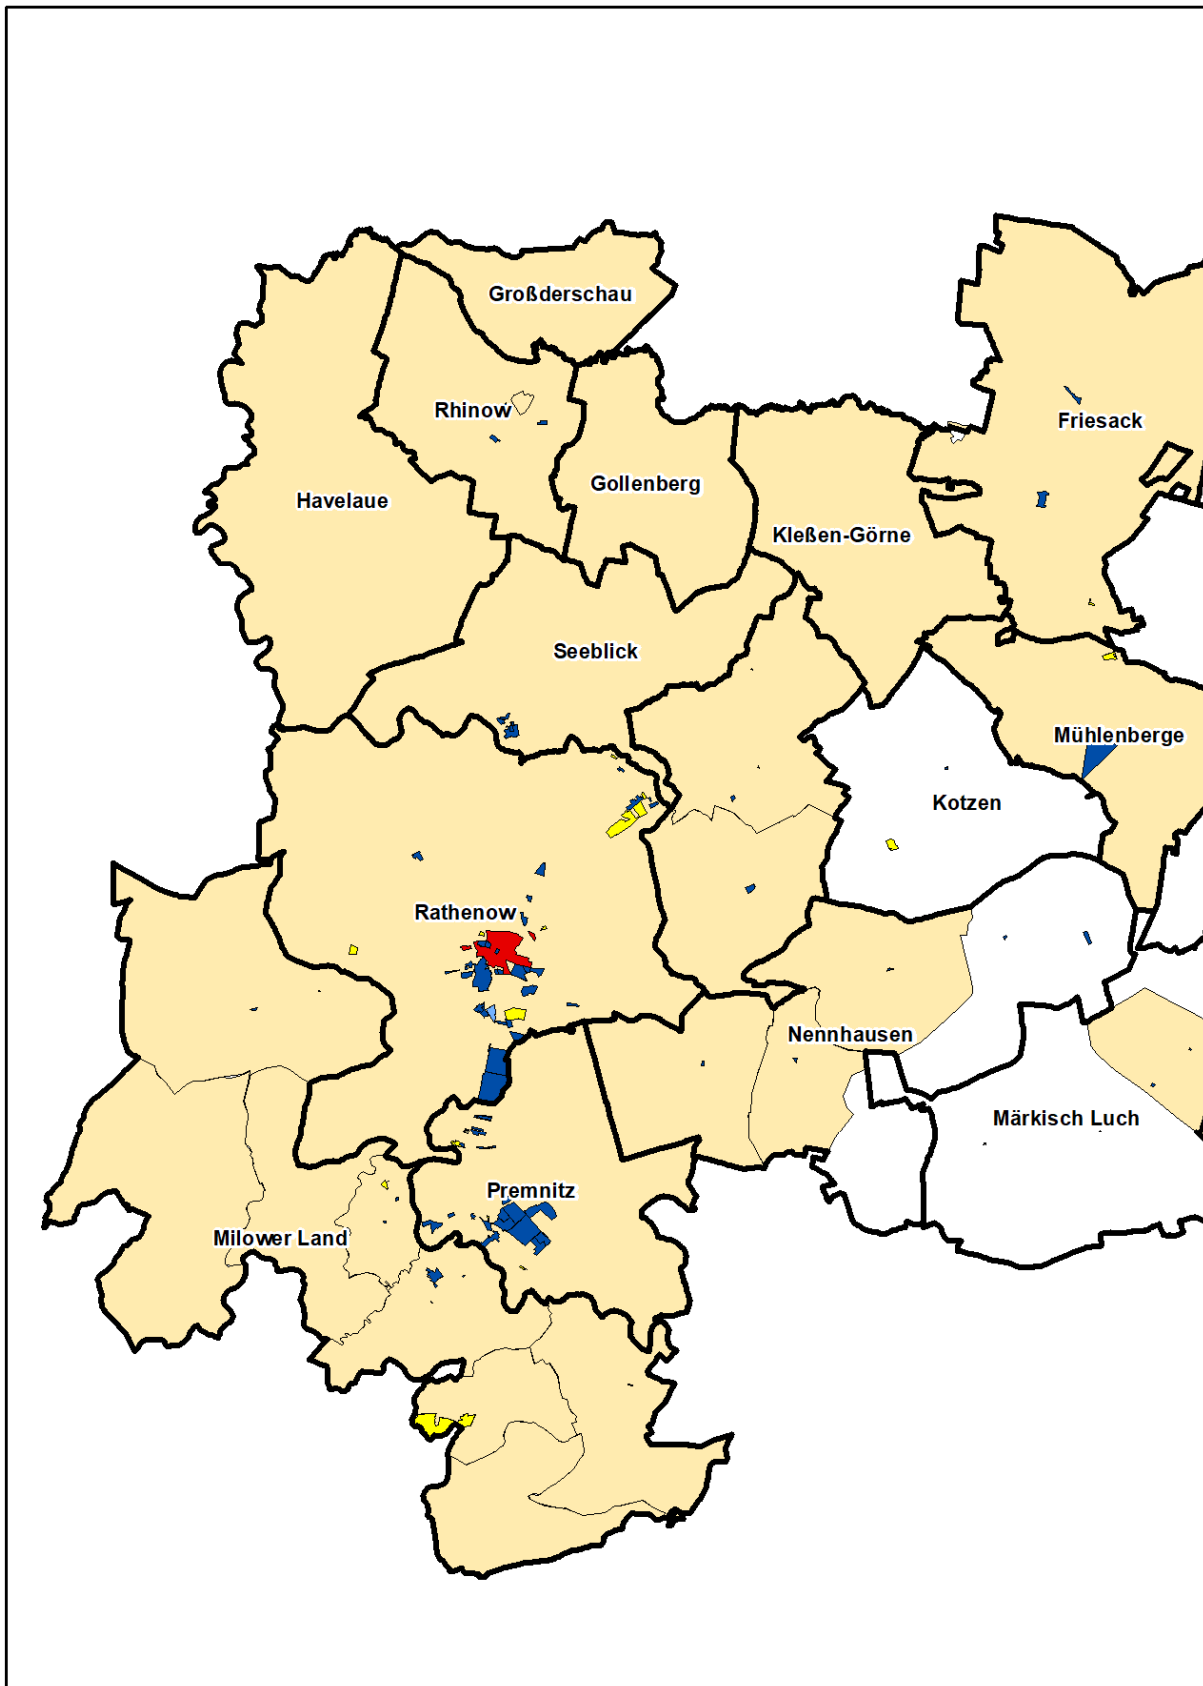 Großderschau
Rhinow
Friesack
Gollenberg
Havelaue
Kleßen-Görne
Seeblick
Mühlenberge
Kotzen
Rathenow
Nennhausen
Märkisch Luch
Premnitz
Milower Land